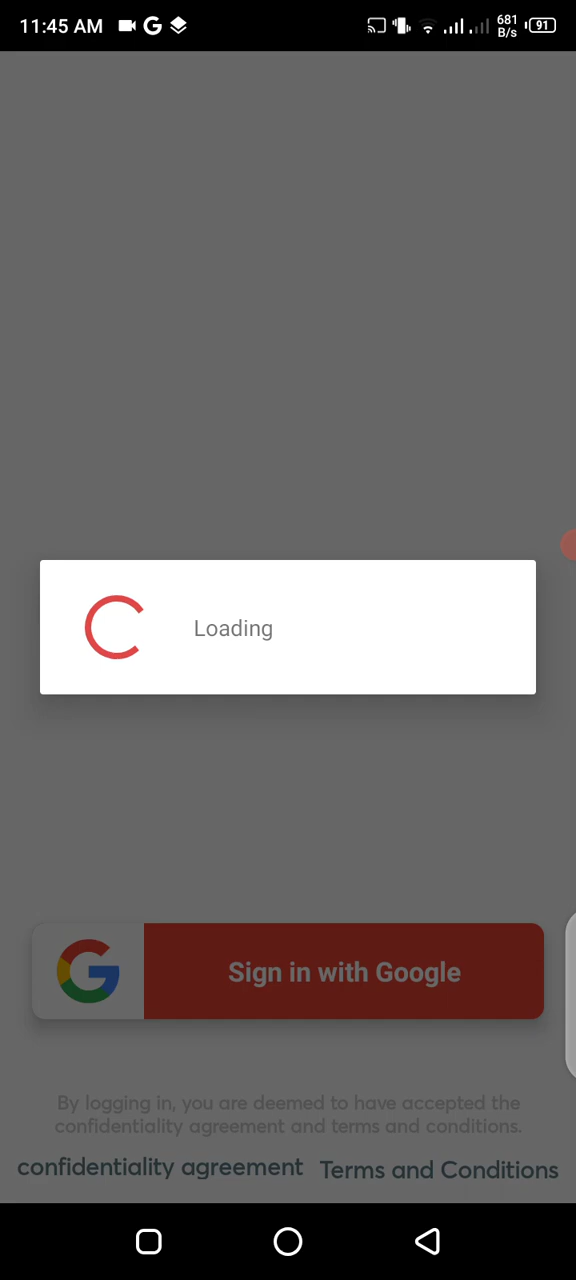 11:45 AM
681
B/s
91
Loading
Sign in with Google
By logging in, you are deemed to have accepted the
confidentiality agreement and terms and conditions.
confidentiality agreement Terms and Conditions